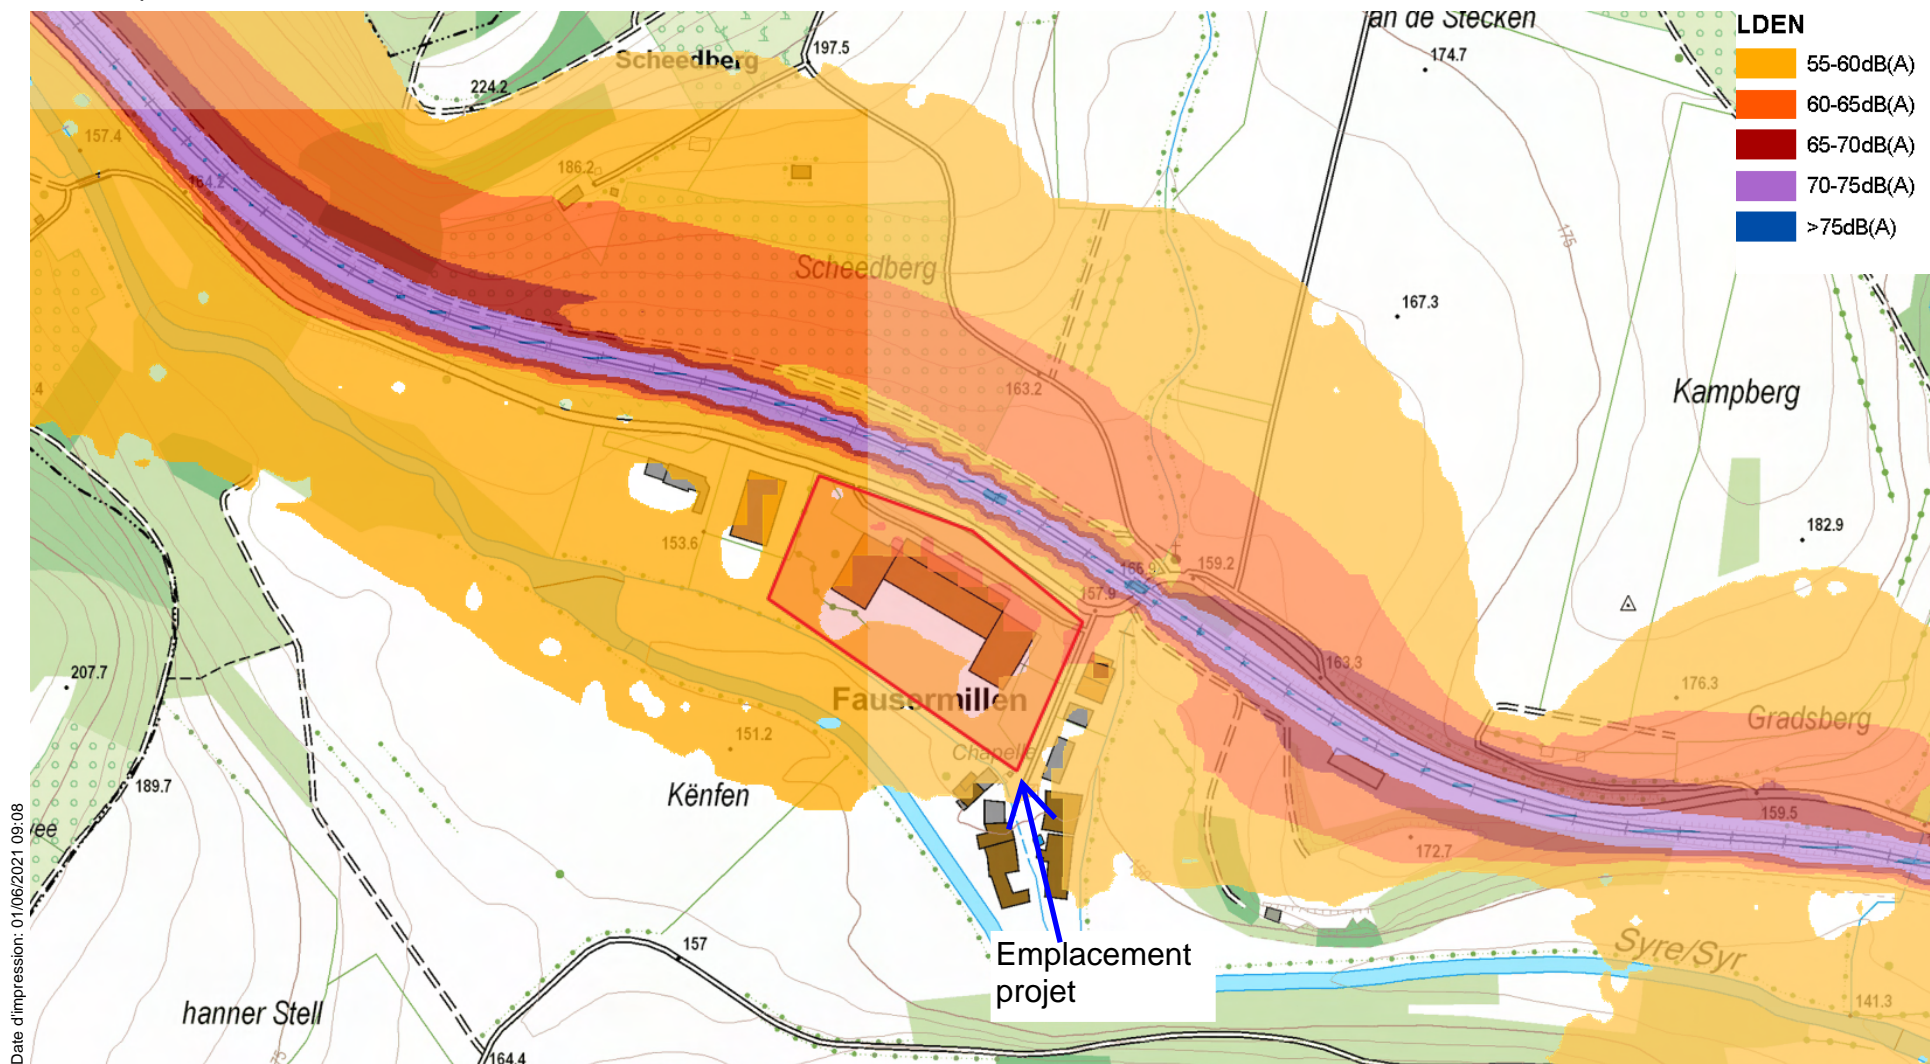 an de Stecken
LDEN
55-60dB(A)
60-65dB(A)
65-70dB(A)
70-75dB(A)
>75dB(A)
Scheedberg
197.5
174.7
224.2
157.4
186.2
164.2
Scheedberg
175
167.3
163.2
Kampberg
.4
182.9
153.6
166.9
159.2
157.9
163.3
207.7
176.3
Fausermillen
Gradsberg
151.2
Chapelle
189.7
Kënfen
159.5
172.7
157
Syre/Syr
Emplacement
projet
141.3
hanner Stell
164.4
Date d'impression: 01/06/2021 09:08